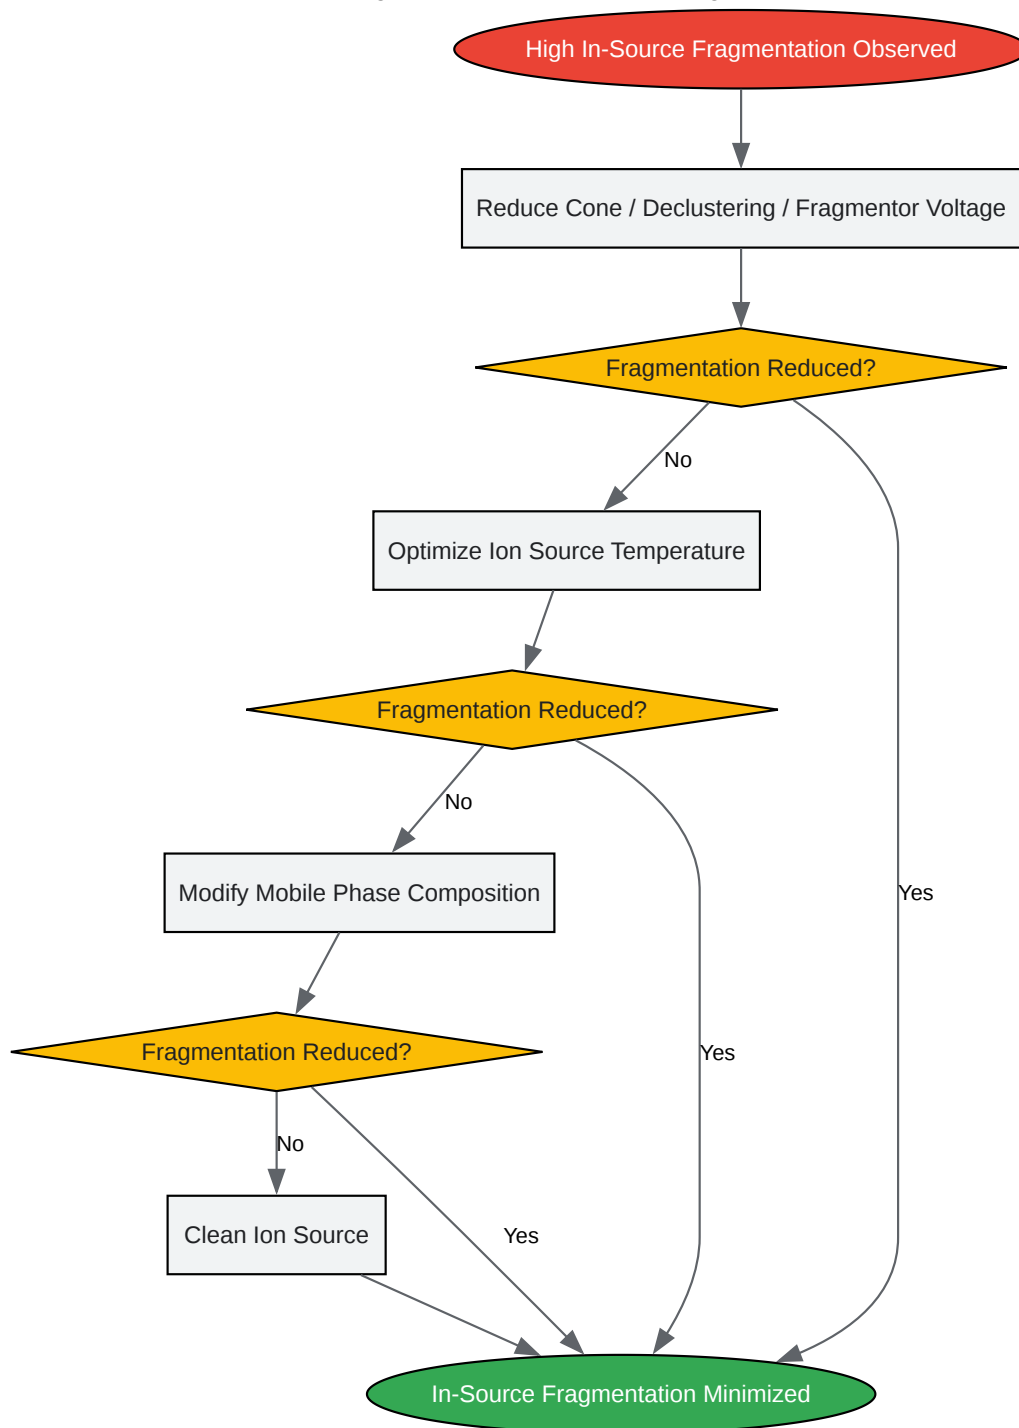 High In-Source Fragmentation Observed
Reduce Cone / Declustering / Fragmentor Voltage
Fragmentation Reduced?
No
Optimize Ion Source Temperature
Fragmentation Reduced?
No
Modify Mobile Phase Composition
Yes
Fragmentation Reduced?
Yes
No
Clean Ion Source
Yes
In-Source Fragmentation Minimized